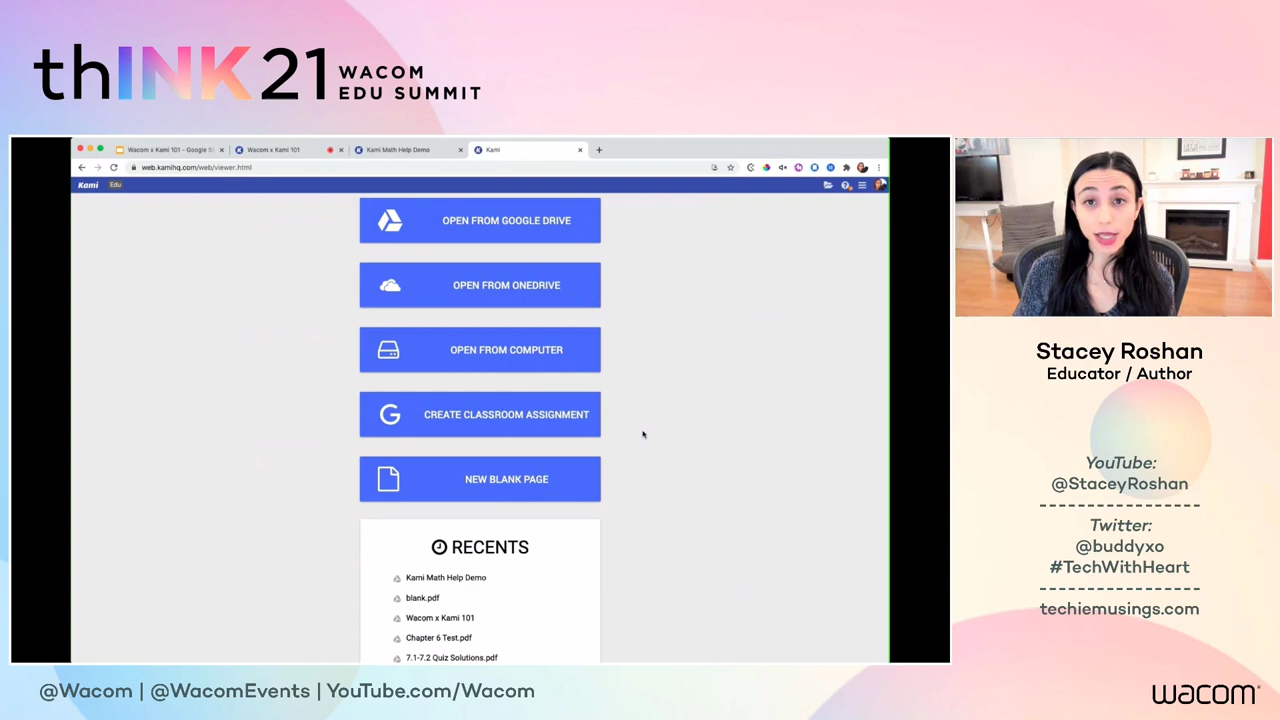 thINK21 WACOM
EDU SUMMIT
Wacom x Kami 101 - Google Sl
Wacom x Kami 101
Kami Math Help Demo
Kami
web.kamihq.com/web/viewer.html
Kami Edu
OPEN FROM GOOGLE DRIVE
OPEN FROM ONEDRIVE
OPEN FROM COMPUTER
CREATE CLASSROOM ASSIGNMENT
NEW BLANK PAGE
RECENTS
Kami Math Help Demo
blank.pdf
Wacom x Kami 101
Chapter 6 Test.pdf
7.1-7.2 Quiz Solutions.pdf
Stacey Roshan
Educator / Author
YouTube:
@StaceyRoshan
Twitter:
@buddyxo
#TechWithHeart
techiemusings.com
@Wacom | @WacomEvents | YouTube.com/Wacom
wacom